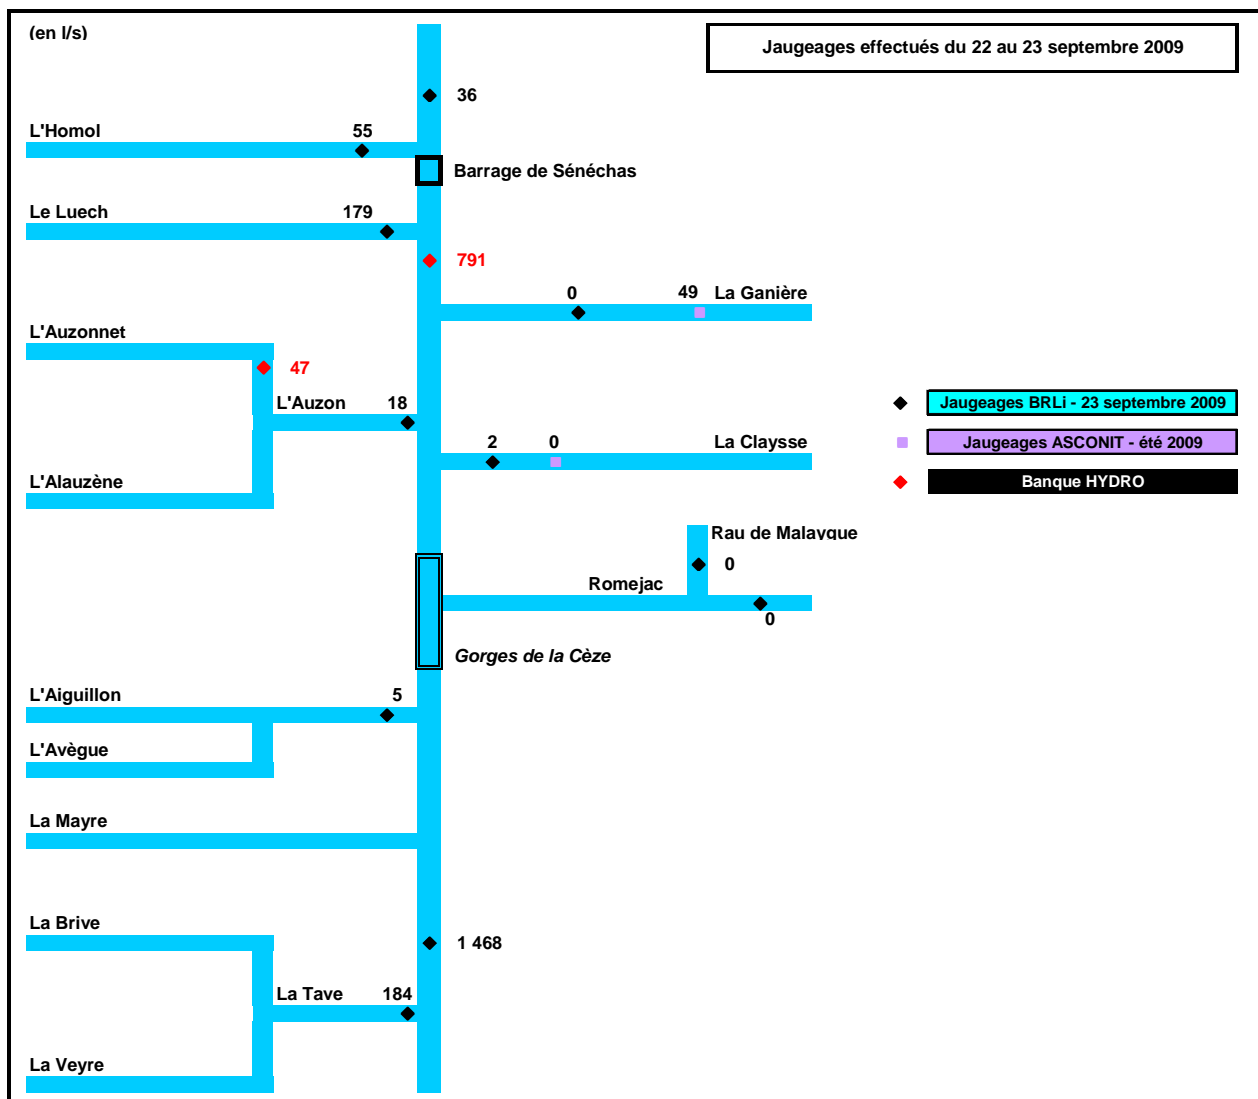 (en l/s)
Jaugeages effectués du 22 au 23 septembre 2009
36
L'Homol
55
Barrage de Sénéchas
Le Luech
179
791
0
49
La Ganière
L'Auzonnet
47
L'Auzon
18
Jaugeages BRLi - 23 septembre 2009
2
0
La Claysse
Jaugeages ASCONIT - été 2009
L'Alauzène
Banque HYDRO
Rau de Malaygue
0
Romejac
0
Gorges de la Cèze
L'Aiguillon
5
L'Avègue
La Mayre
La Brive
1 468
La Tave
184
La Veyre